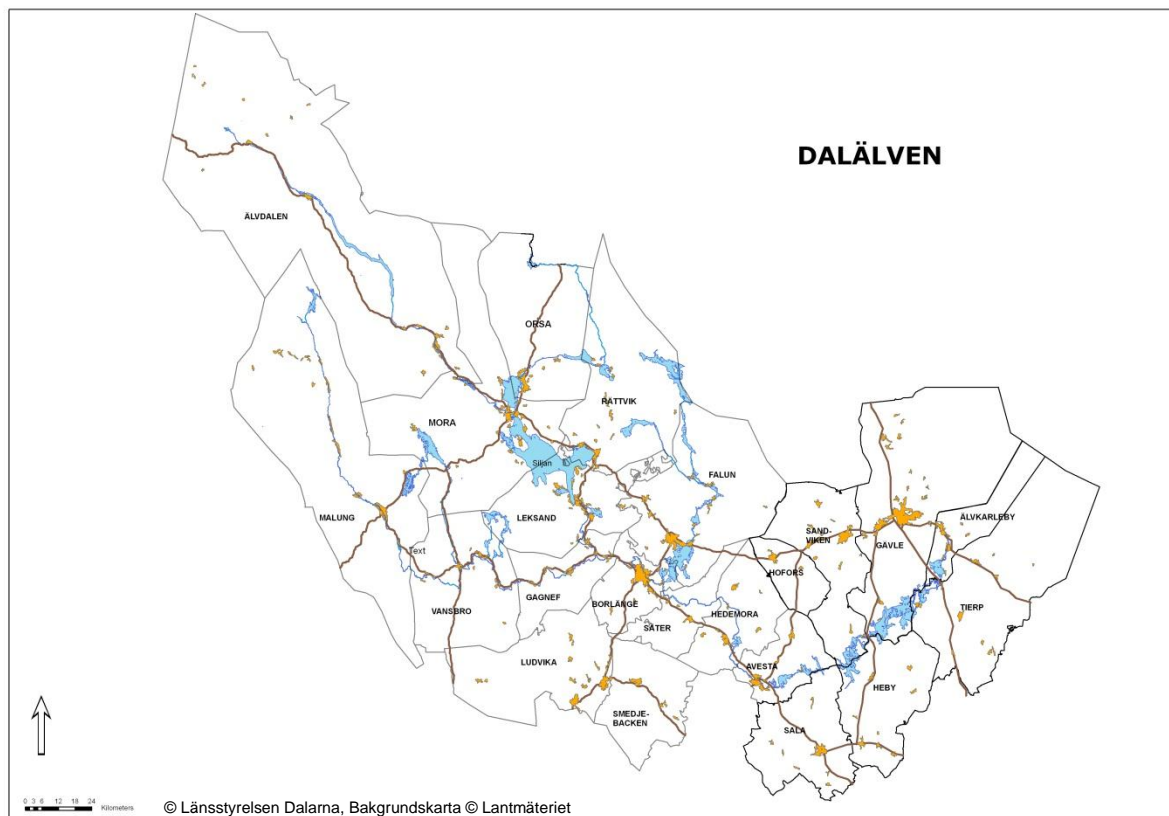 DALÄLVEN
ÄLVDALEN
ORSA
RÄTTVIK
MORA
Siljan
FALUN
MALUNG
LEKSAND
SAND-
VIKEN
ÄLVKARLEBY
GÄVLE
Text
HOFORS
VANSBRO
GAGNEF
BORLÄNGE
HEDEMORA
TIERP
SÄTER
LUDVIKA
AVESTA
HEBY
SMEDJE-
BACKEN
SALA
0 3 6 12 18 24
Kilometers
© Länsstyrelsen Dalarna, Bakgrundskarta © Lantmäteriet